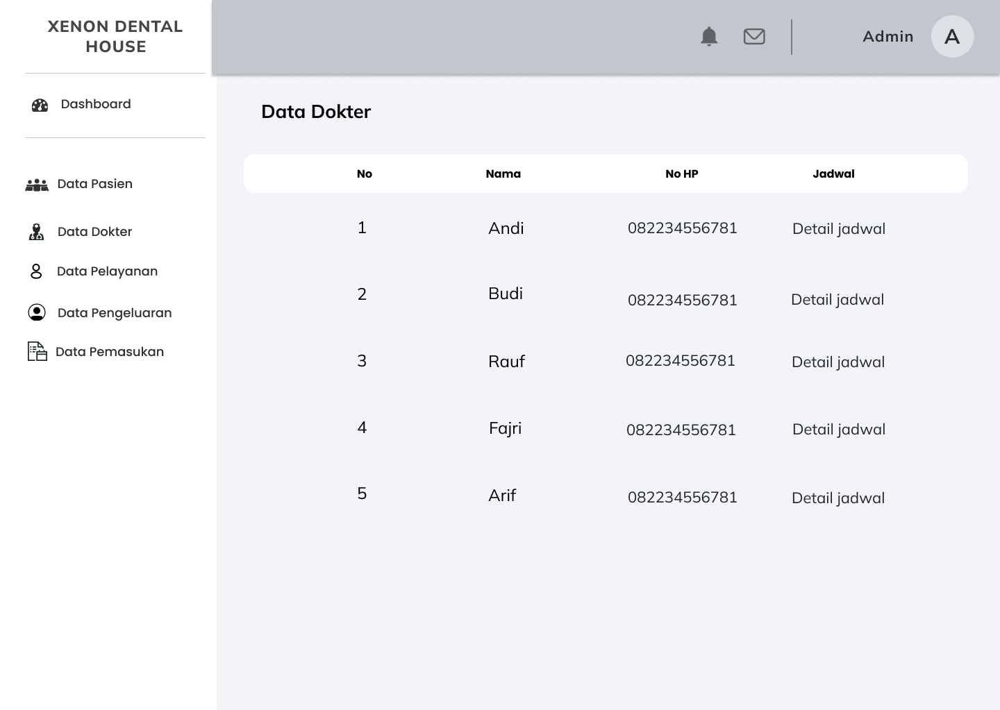 XENON DENTAL
HOUSE
Admin
A
Dashboard
Data Pasien
Data Dokter
Data Pelayanan
Data Pengeluaran
Data Pemasukan
Data Dokter
No Nama No HP Jadwal
1 Andi 082234556781 Detail jadwal
2 Budi 082234556781 Detail jadwal
3 Rauf 082234556781 Detail jadwal
4 Fajri 082234556781 Detail jadwal
5 Arif 082234556781 Detail jadwal